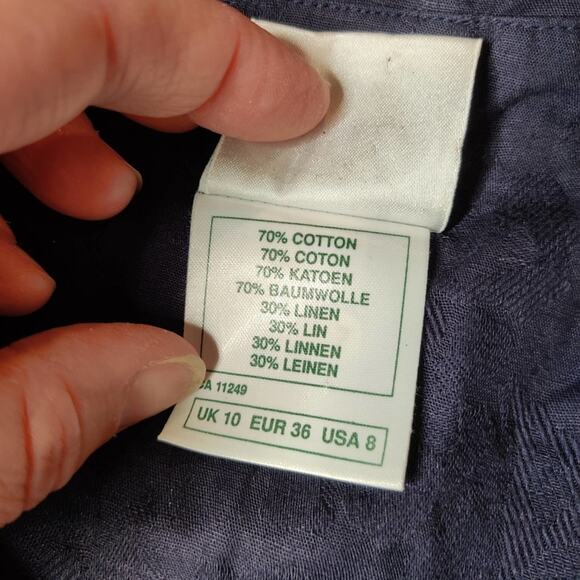 70% COTTON
70% COTON
70% KATOEN
70% BAUMWOLLE
30% LINEN
30% LIN
30% LINNEN
30% LEINEN
11249
UK 10 EUR 36 USA 8